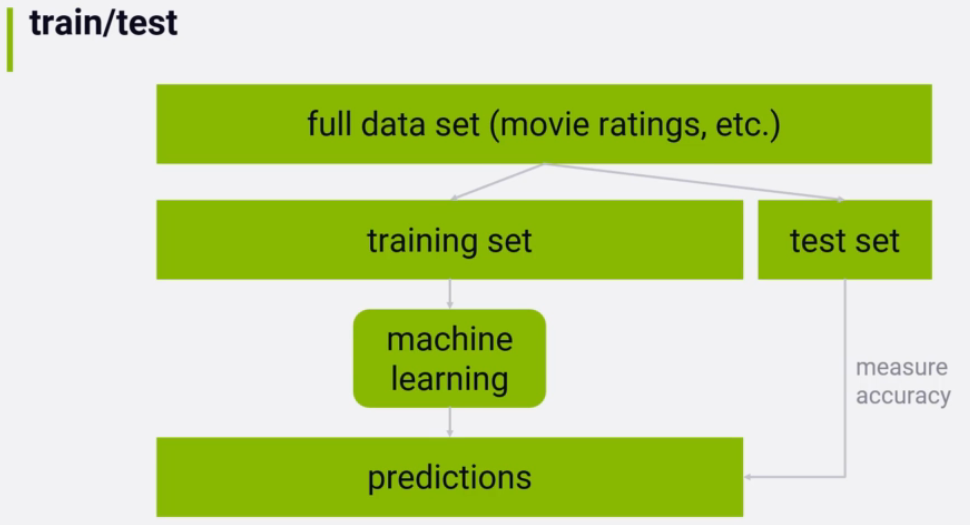 train/test
full data set (movie ratings, etc.)
training set
test set
machine
learning
measure
accuracy
predictions